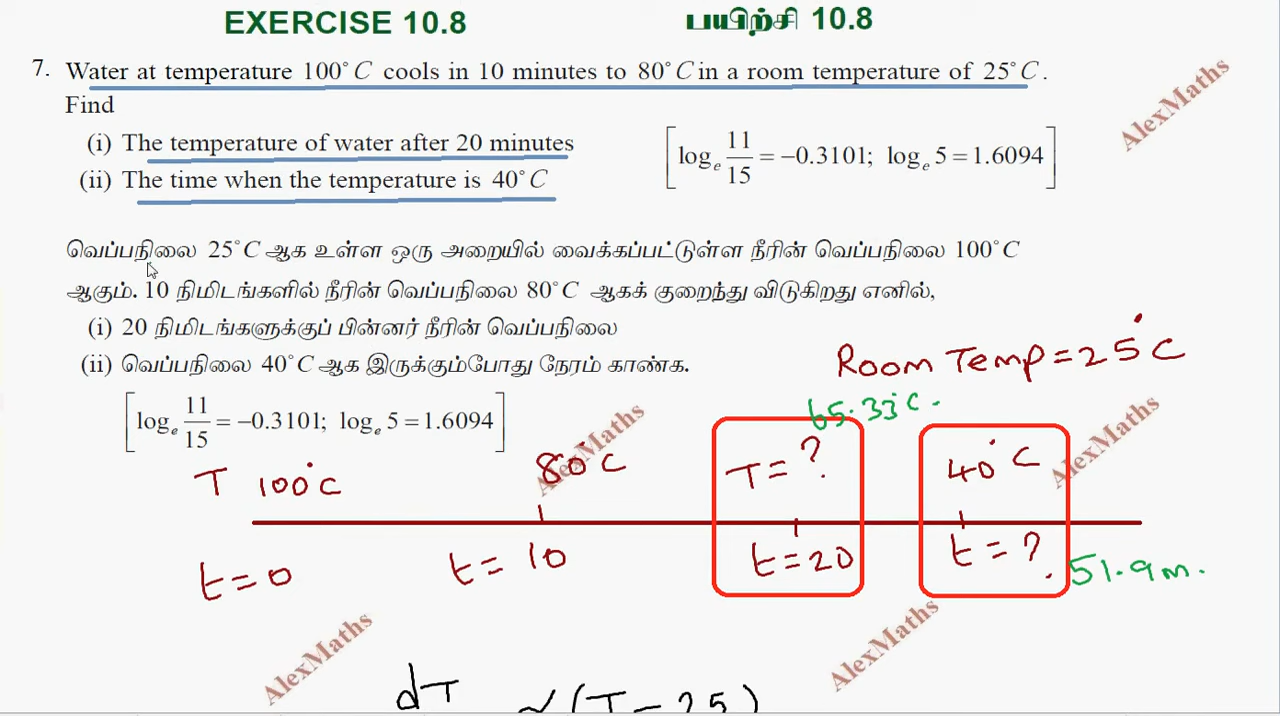 EXERCISE 10.8 பயிற்சி 10.8
7. Water at temperature 100°C cools in 10 minutes to 80°C in a room temperature of 25°C.
Find
(i) The temperature of water after 20 minutes
(ii) The time when the temperature is 40°C
[log_e 11/15 = −0.3101; log_e 5 = 1.6094]
வெப்பநிலை 25°C ஆக உள்ள ஒரு அறையில் வைக்கப்பட்டுள்ள நீரின் வெப்பநிலை 100°C
ஆகும். 10 நிமிடங்களில் நீரின் வெப்பநிலை 80°C ஆகக் குறைந்து விடுகிறது எனில்,
(i) 20 நிமிடங்களுக்குப் பின்னர் நீரின் வெப்பநிலை
(ii) வெப்பநிலை 40°C ஆக இருக்கும்போது நேரம் காண்க.
[log_e 11/15 = −0.3101; log_e 5 = 1.6094]
Room Temp = 25°C
65.33°C.
T 100°C 80°C T = ? 40°C
t = 0 t = 10 t = 20 t = ? 51.9m.
dT
(T − 25)
AlexMaths
AlexMaths
AlexMaths
AlexMaths
AlexMaths